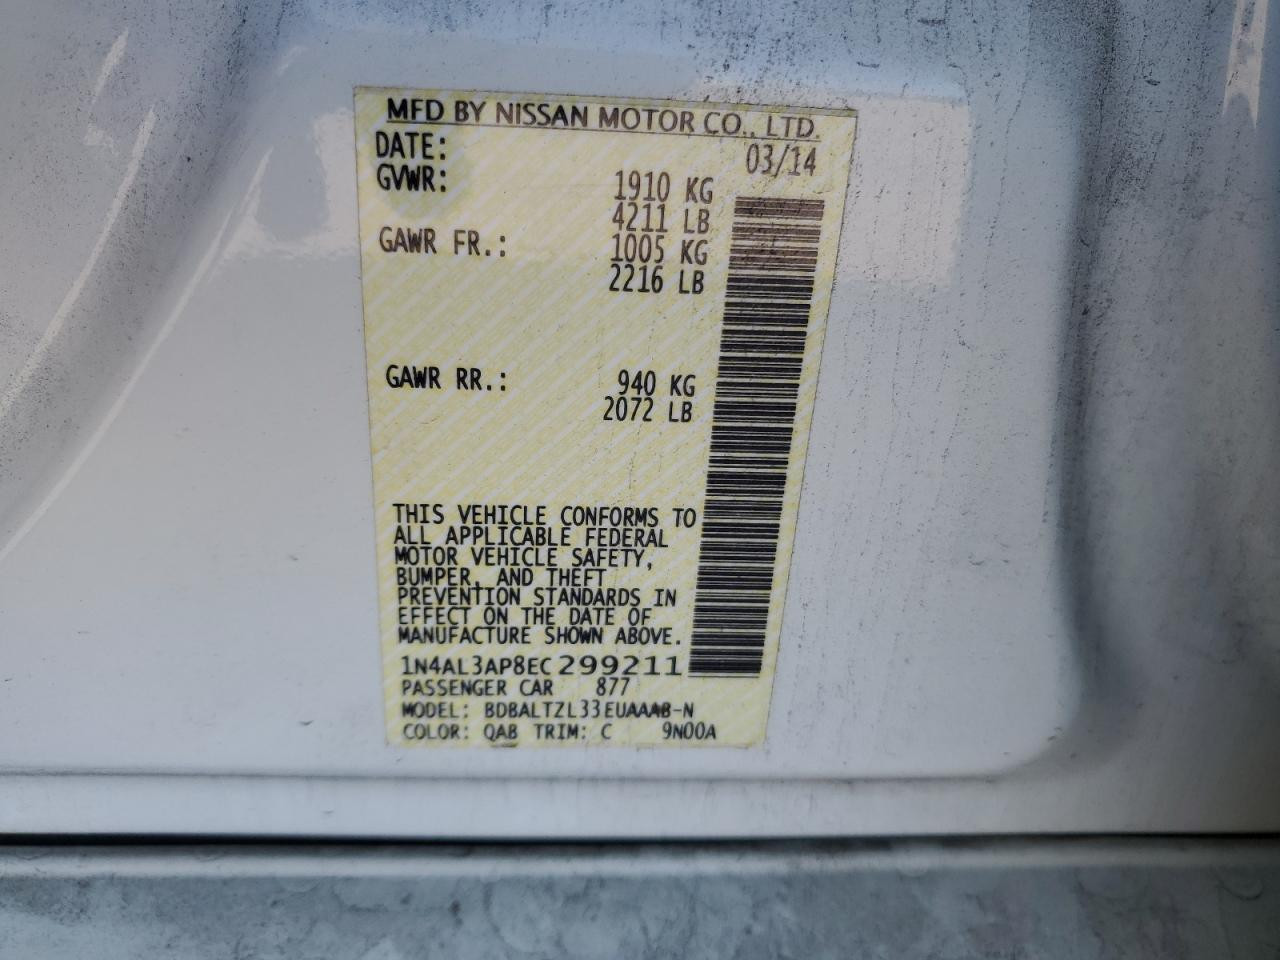 MFD BY NISSAN MOTOR CO., LTD.
DATE: 03/14
GVWR: 1910 KG
4211 LB
GAWR FR.: 1005 KG
2216 LB
GAWR RR.: 940 KG
2072 LB
THIS VEHICLE CONFORMS TO
ALL APPLICABLE FEDERAL
MOTOR VEHICLE SAFETY,
BUMPER, AND THEFT
PREVENTION STANDARDS IN
EFFECT ON THE DATE OF
MANUFACTURE SHOWN ABOVE.
1N4AL3AP8EC299211
PASSENGER CAR 877
MODEL: BDBALTZL33EUAAAB-N
COLOR: QAB TRIM: C 9N00A